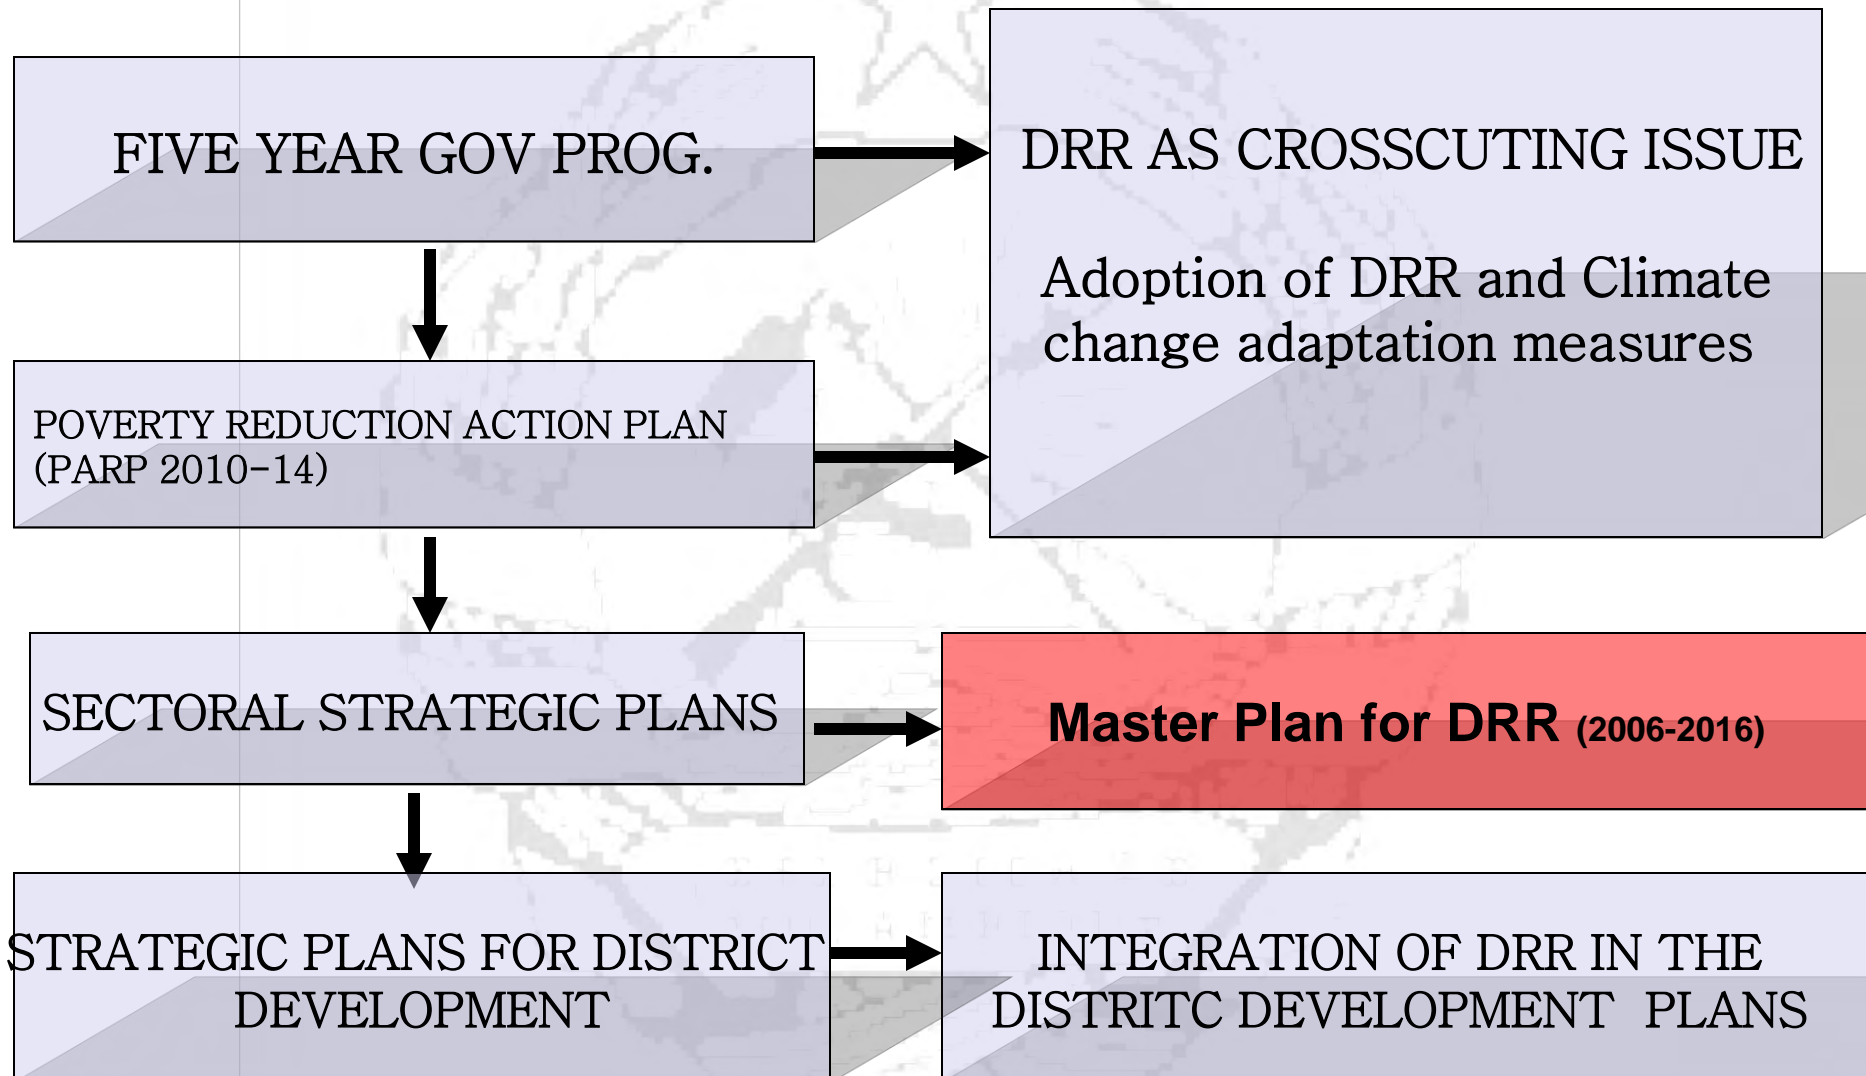 FIVE YEAR GOV PROG.
DRR AS CROSSCUTING ISSUE
Adoption of DRR and Climate
change adaptation measures
POVERTY REDUCTION ACTION PLAN
(PARP 2010-14)
SECTORAL STRATEGIC PLANS
Master Plan for DRR (2006-2016)
STRATEGIC PLANS FOR DISTRICT
DEVELOPMENT
INTEGRATION OF DRR IN THE
DISTRITC DEVELOPMENT PLANS